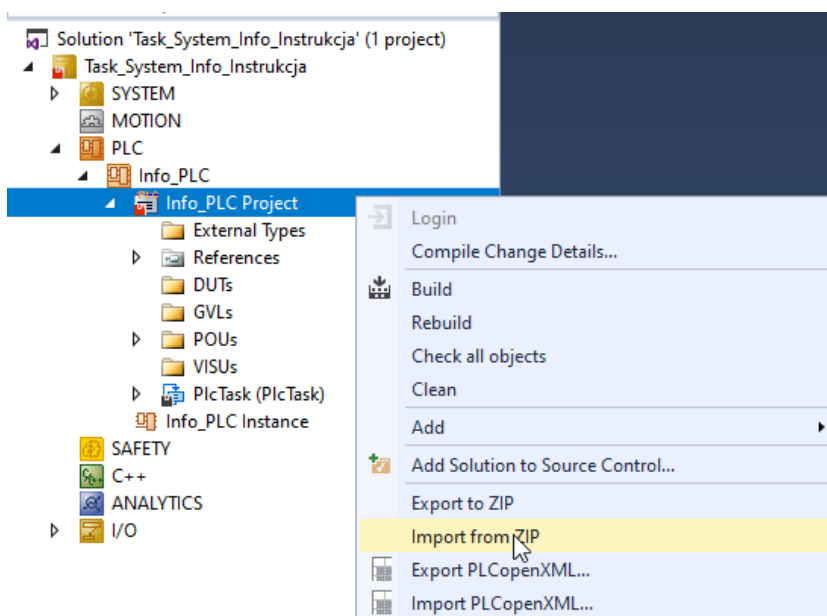 Solution 'Task_System_Info_Instrukcja' (1 project)
Task_System_Info_Instrukcja
SYSTEM
MOTION
PLC
Info_PLC
Info_PLC Project
External Types
References
DUTs
GVLs
POUs
VISUs
PlcTask (PlcTask)
Info_PLC Instance
SAFETY
C++
ANALYTICS
I/O
Login
Compile Change Details...
Build
Rebuild
Check all objects
Clean
Add
Add Solution to Source Control...
Export to ZIP
Import from ZIP
Export PLCopenXML...
Import PLCopenXML...